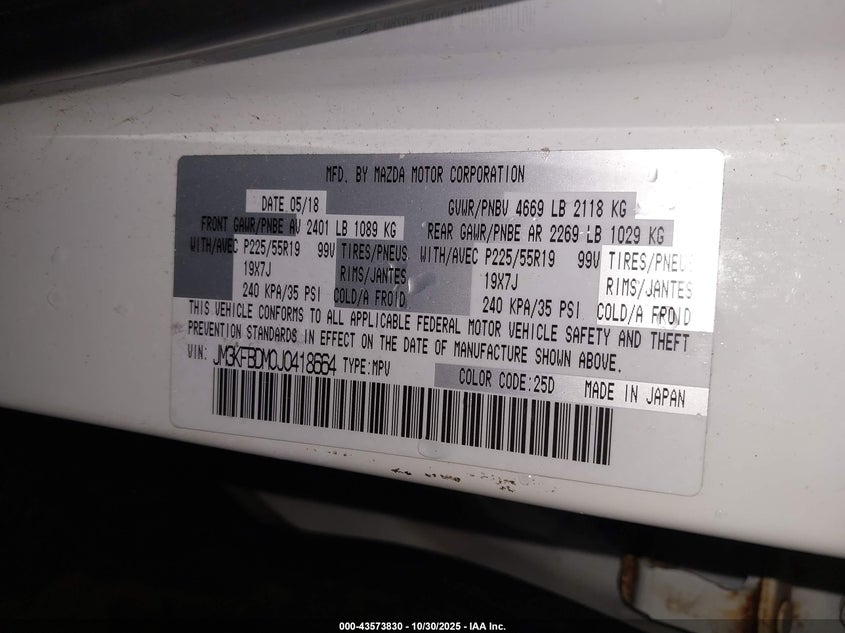 MFD. BY MAZDA MOTOR CORPORATION
DATE 05/18 GVWR/PNBV 4669 LB 2118 KG
FRONT GAWR/PNBE AV 2401 LB 1089 KG REAR GAWR/PNBE AR 2269 LB 1029 KG
WITH/AVEC P225/55R19 99V TIRES/PNEUS WITH/AVEC P225/55R19 99V TIRES/PNEUS
19X7J RIMS/JANTES 19X7J RIMS/JANTES
240 KPA/35 PSI COLD/A FROID 240 KPA/35 PSI COLD/A FROID
THIS VEHICLE CONFORMS TO ALL APPLICABLE FEDERAL MOTOR VEHICLE SAFETY AND THEFT
PREVENTION STANDARDS IN EFFECT ON THE DATE OF MANUFACTURE SHOWN ABOVE.
VIN: JM3KFBDM0J0418664 TYPE:MPV
COLOR CODE:25D MADE IN JAPAN
000-43573830 - 10/30/2025 - IAA Inc.